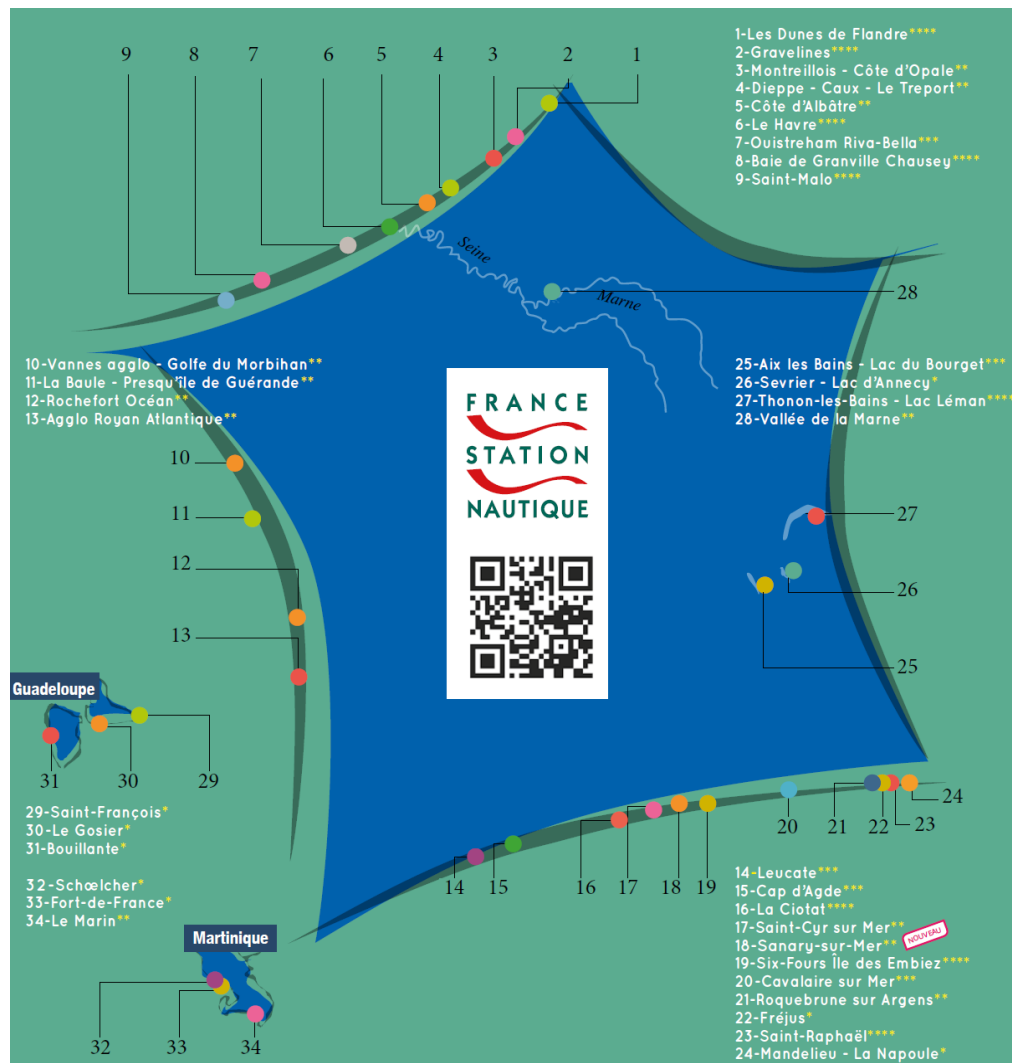 1-Les Dunes de Flandre****
2-Gravelines****
3-Montreillois - Côte d'Opale**
4-Dieppe - Caux - Le Treport**
5-Côte d'Albâtre**
6-Le Havre****
7-Ouistreham Riva-Bella***
8-Baie de Granville Chausey****
9-Saint-Malo****
9
8
7
6
5
4
3
2
1
Seine
Marne
28
10-Vannes agglo - Golfe du Morbihan**
11-La Baule - Presqu'île de Guérande**
12-Rochefort Océan**
13-Agglo Royan Atlantique**
25-Aix les Bains - Lac du Bourget***
26-Sevrier - Lac d'Annecy*
27-Thonon-les-Bains - Lac Léman****
28-Vallée de la Marne**
FRANCE
STATION
NAUTIQUE
10
11
12
13
27
26
25
Guadeloupe
31
30
29
29-Saint-François*
30-Le Gosier*
31-Bouillante*
32-Schœlcher*
33-Fort-de-France*
34-Le Marin**
Martinique
32
33
34
14
15
16
17
18
19
20
21
22
23
24
14-Leucate***
15-Cap d'Agde***
16-La Ciotat****
17-Saint-Cyr sur Mer**
18-Sanary-sur-Mer** NOUVEAU
19-Six-Fours Île des Embiez****
20-Cavalaire sur Mer***
21-Roquebrune sur Argens**
22-Fréjus*
23-Saint-Raphaël****
24-Mandelieu - La Napoule*